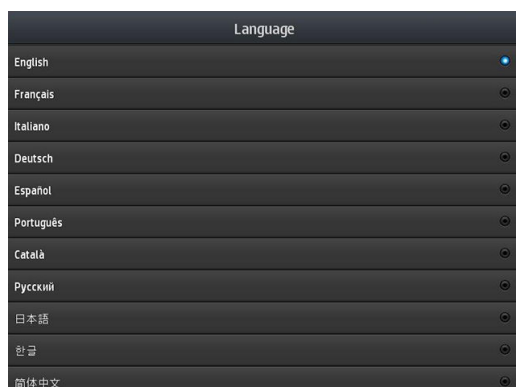 Language
English
Français
Italiano
Deutsch
Español
Português
Català
Русский
日本語
한글
简体中文